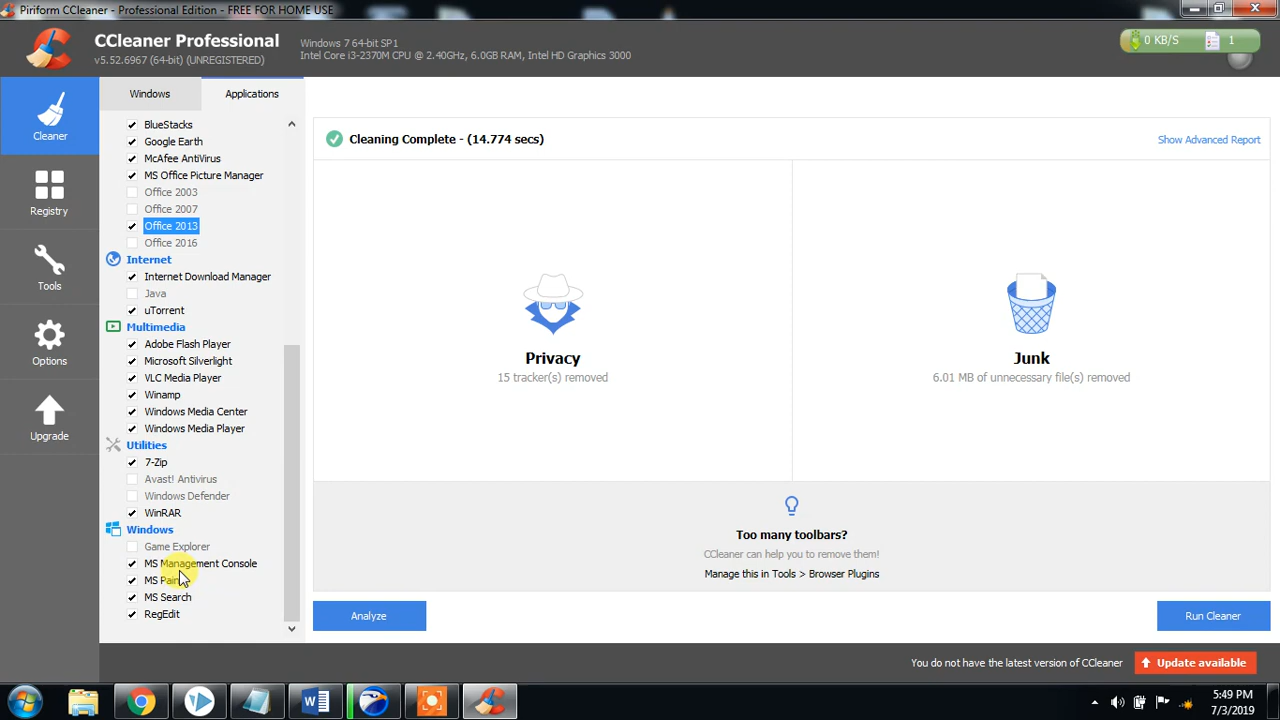 Piriform CCleaner - Professional Edition - FREE FOR HOME USE
CCleaner Professional
v5.52.6967 (64-bit) (UNREGISTERED)
Windows 7 64-bit SP1
Intel Core i3-2370M CPU @ 2.40GHz, 6.0GB RAM, Intel HD Graphics 3000
0 KB/S 1
Cleaner
Registry
Tools
Options
Upgrade
Windows Applications
BlueStacks
Google Earth
McAfee AntiVirus
MS Office Picture Manager
Office 2003
Office 2007
Office 2013
Office 2016
Internet
Internet Download Manager
Java
uTorrent
Multimedia
Adobe Flash Player
Microsoft Silverlight
VLC Media Player
Winamp
Windows Media Center
Windows Media Player
Utilities
7-Zip
Avast! Antivirus
Windows Defender
WinRAR
Windows
Game Explorer
MS Management Console
MS Paint
MS Search
RegEdit
Cleaning Complete - (14.774 secs)
Show Advanced Report
Privacy
15 tracker(s) removed
Junk
6.01 MB of unnecessary file(s) removed
Too many toolbars?
CCleaner can help you to remove them!
Manage this in Tools > Browser Plugins
Analyze
Run Cleaner
You do not have the latest version of CCleaner
Update available
5:49 PM
7/3/2019